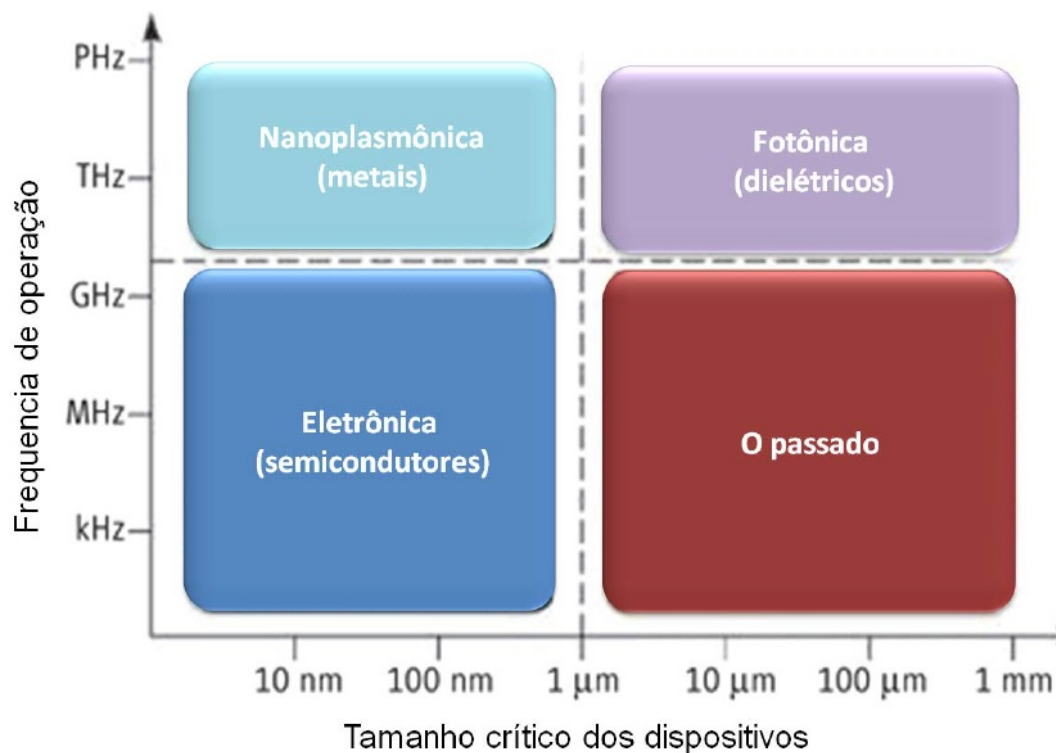 PHz
THz
GHz
MHz
kHz
Frequencia de operação
Nanoplasmônica
(metais)
Fotônica
(dielétricos)
Eletrônica
(semicondutores)
O passado
10 nm
100 nm
1 μm
10 μm
100 μm
1 mm
Tamanho crítico dos dispositivos